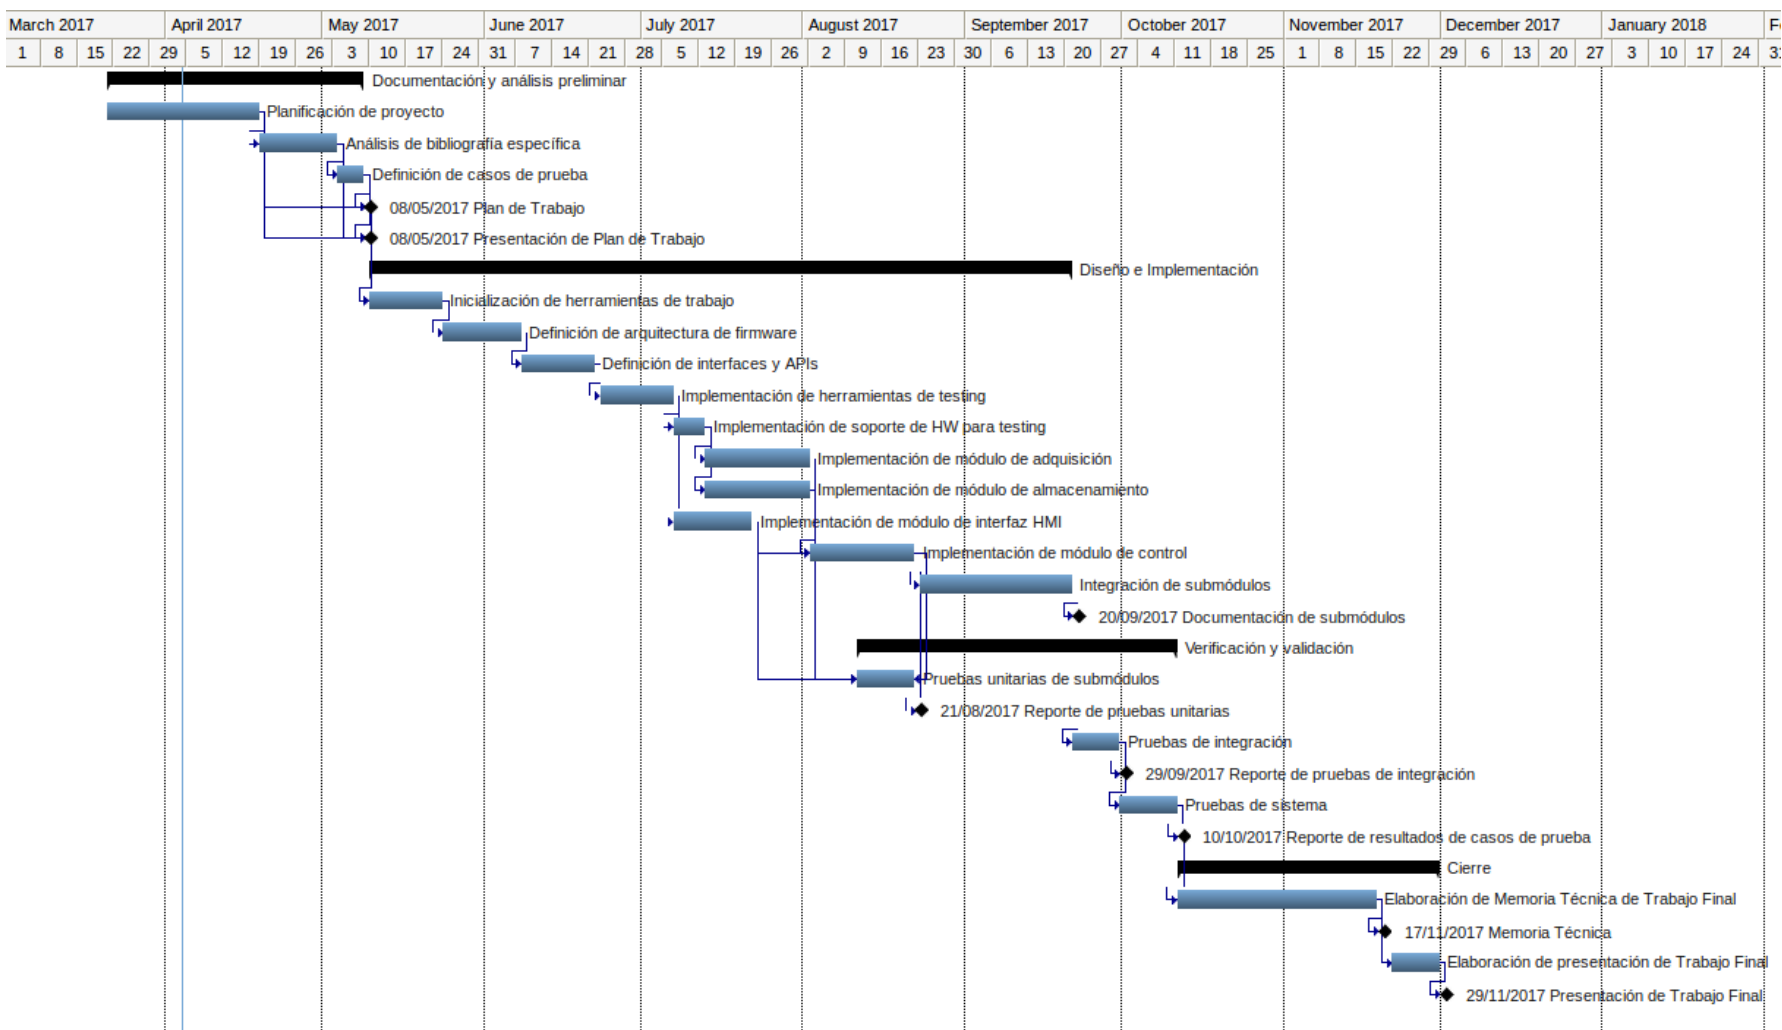 March 2017 April 2017 May 2017 June 2017 July 2017 August 2017 September 2017 October 2017 November 2017 December 2017 January 2018
1 8 15 22 29 5 12 19 26 3 10 17 24 31 7 14 21 28 5 12 19 26 2 9 16 23 30 6 13 20 27 4 11 18 25 1 8 15 22 29 6 13 20 27 3 10 17 24
Documentación y análisis preliminar
Planificación de proyecto
Análisis de bibliografía específica
Definición de casos de prueba
08/05/2017 Plan de Trabajo
08/05/2017 Presentación de Plan de Trabajo
Diseño e Implementación
Inicialización de herramientas de trabajo
Definición de arquitectura de firmware
Definición de interfaces y APIs
Implementación de herramientas de testing
Implementación de soporte de HW para testing
Implementación de módulo de adquisición
Implementación de módulo de almacenamiento
Implementación de módulo de interfaz HMI
Implementación de módulo de control
Integración de submódulos
20/09/2017 Documentación de submódulos
Verificación y validación
Pruebas unitarias de submódulos
21/08/2017 Reporte de pruebas unitarias
Pruebas de integración
29/09/2017 Reporte de pruebas de integración
Pruebas de sistema
10/10/2017 Reporte de resultados de casos de prueba
Cierre
Elaboración de Memoria Técnica de Trabajo Final
17/11/2017 Memoria Técnica
Elaboración de presentación de Trabajo Final
29/11/2017 Presentación de Trabajo Final